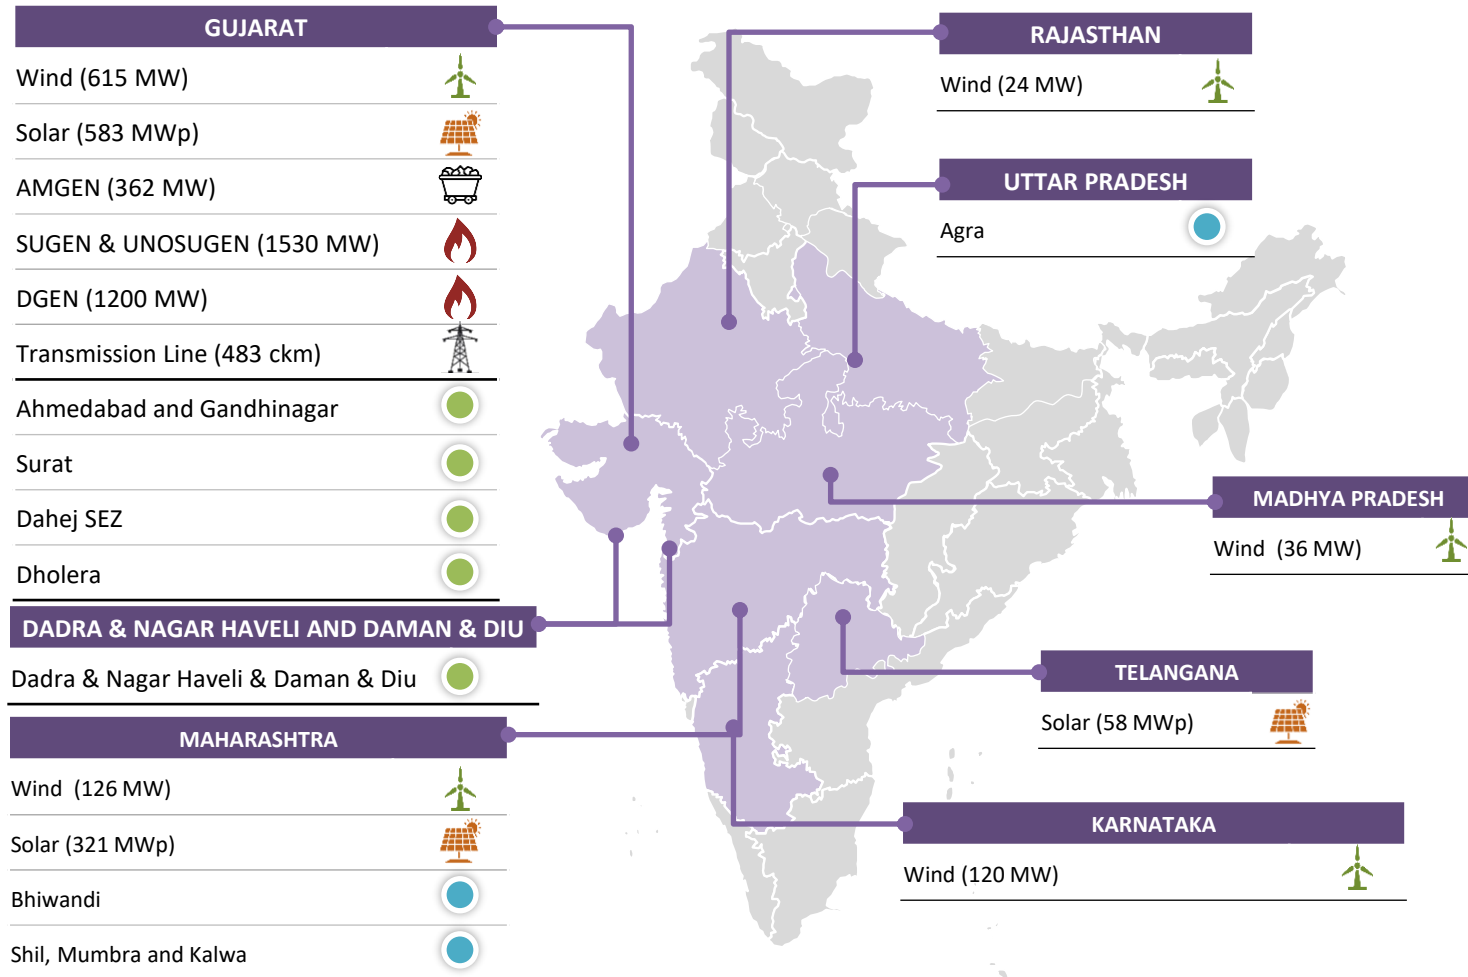 GUJARAT
Wind (615 MW)
Solar (583 MWp)
AMGEN (362 MW)
SUGEN & UNOSUGEN (1530 MW)
DGEN (1200 MW)
Transmission Line (483 ckm)
Ahmedabad and Gandhinagar
Surat
Dahej SEZ
Dholera
DADRA & NAGAR HAVELI AND DAMAN & DIU
Dadra & Nagar Haveli & Daman & Diu
MAHARASHTRA
Wind (126 MW)
Solar (321 MWp)
Bhiwandi
Shil, Mumbra and Kalwa
RAJASTHAN
Wind (24 MW)
UTTAR PRADESH
Agra
MADHYA PRADESH
Wind (36 MW)
TELANGANA
Solar (58 MWp)
KARNATAKA
Wind (120 MW)